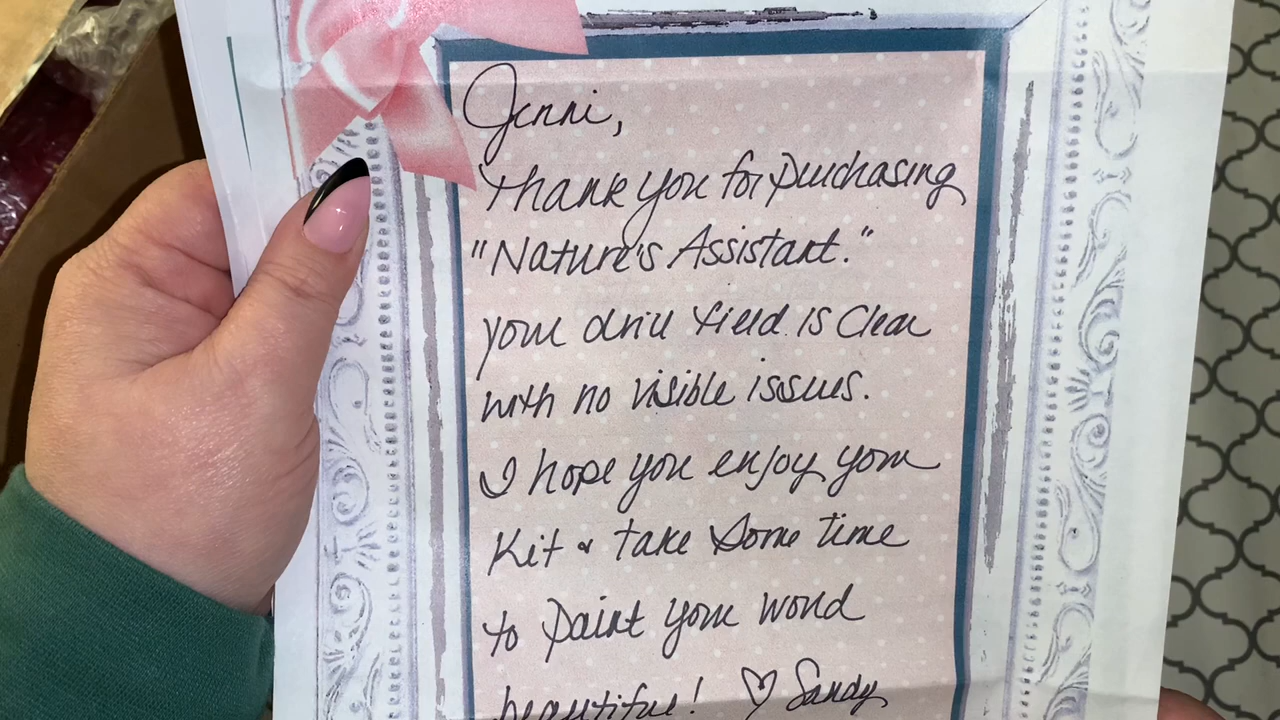 Jenni,
Thank you for purchasing
"Nature's Assistant."
your drill field is clear
with no visible issues.
I hope you enjoy your
Kit & take some time
to paint your world
beautiful! ♡ Sandy